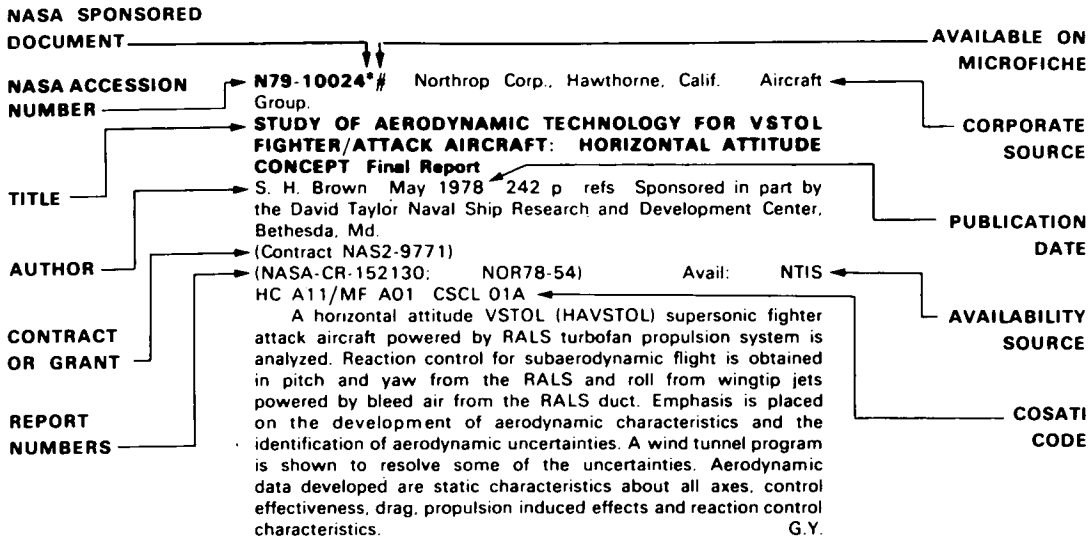 NASA SPONSORED
DOCUMENT
AVAILABLE ON
MICROFICHE
NASA ACCESSION
NUMBER
N79-10024*# Northrop Corp., Hawthorne, Calif. Aircraft
Group.
CORPORATE
SOURCE
STUDY OF AERODYNAMIC TECHNOLOGY FOR VSTOL
FIGHTER/ATTACK AIRCRAFT: HORIZONTAL ATTITUDE
CONCEPT Final Report
TITLE
S. H. Brown May 1978 242 p refs Sponsored in part by
the David Taylor Naval Ship Research and Development Center,
Bethesda, Md.
PUBLICATION
DATE
AUTHOR
(Contract NAS2-9771)
(NASA-CR-152130; NOR78-54) Avail: NTIS
HC A11/MF A01 CSCL 01A
AVAILABILITY
SOURCE
CONTRACT
OR GRANT
A horizontal attitude VSTOL (HAVSTOL) supersonic fighter
attack aircraft powered by RALS turbofan propulsion system is
analyzed. Reaction control for subaerodynamic flight is obtained
in pitch and yaw from the RALS and roll from wingtip jets
powered by bleed air from the RALS duct. Emphasis is placed
on the development of aerodynamic characteristics and the
identification of aerodynamic uncertainties. A wind tunnel program
is shown to resolve some of the uncertainties. Aerodynamic
data developed are static characteristics about all axes, control
effectiveness, drag, propulsion induced effects and reaction control
characteristics. G.Y.
REPORT
NUMBERS
COSATI
CODE